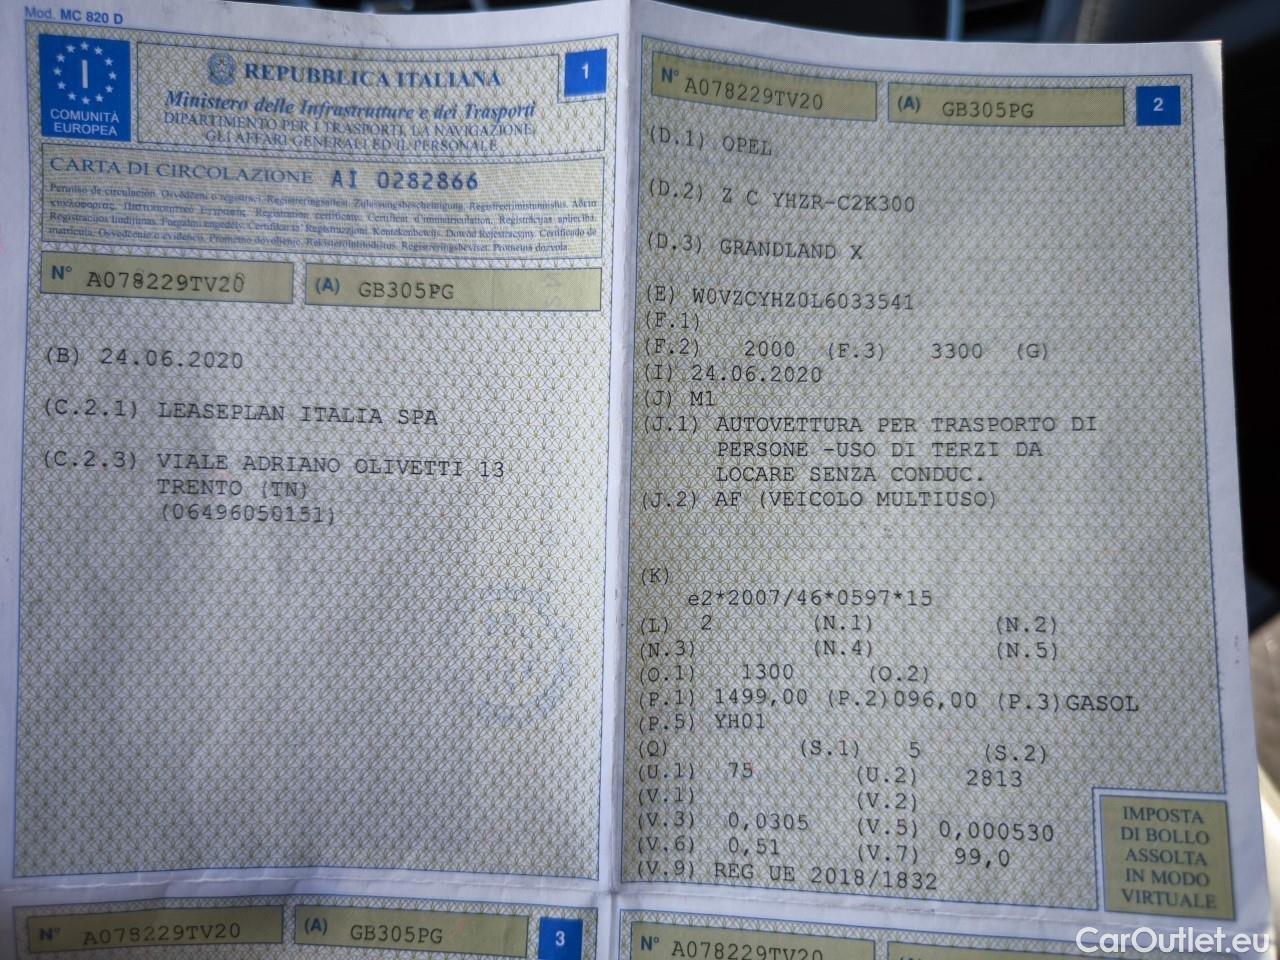 Mod. MC 820 D
I
COMUNITÀ
EUROPEA
REPUBBLICA ITALIANA
Ministero delle Infrastrutture e dei Trasporti
DIPARTIMENTO PER I TRASPORTI, LA NAVIGAZIONE,
GLI AFFARI GENERALI ED IL PERSONALE
1
CARTA DI CIRCOLAZIONE AI 0282866
N° A078229TV20 (A) GB305PG
(B) 24.06.2020
(C.2.1) LEASEPLAN ITALIA SPA
(C.2.3) VIALE ADRIANO OLIVETTI 13
TRENTO (TN)
(06496050151)
N° A078229TV20 (A) GB305PG 2
(D.1) OPEL
(D.2) Z C YHZR-C2K300
(D.3) GRANDLAND X
(E) W0VZCYHZ0L6033541
(F.1)
(F.2) 2000 (F.3) 3300 (G)
(I) 24.06.2020
(J) M1
(J.1) AUTOVETTURA PER TRASPORTO DI
PERSONE -USO DI TERZI DA
LOCARE SENZA CONDUC.
(J.2) AF (VEICOLO MULTIUSO)
(K)
e2*2007/46*0597*15
(L) 2 (N.1) (N.2)
(N.3) (N.4) (N.5)
(O.1) 1300 (O.2)
(P.1) 1499,00 (P.2)096,00 (P.3)GASOL
(P.5) YH01
(Q) (S.1) 5 (S.2)
(U.1) 75 (U.2) 2813
(V.1) (V.2)
(V.3) 0,0305 (V.5) 0,000530
(V.6) 0,51 (V.7) 99,0
(V.9) REG UE 2018/1832
IMPOSTA
DI BOLLO
ASSOLTA
IN MODO
VIRTUALE
N° A078229TV20 (A) GB305PG 3
N° A078229TV20 (A)
CarOutlet.eu